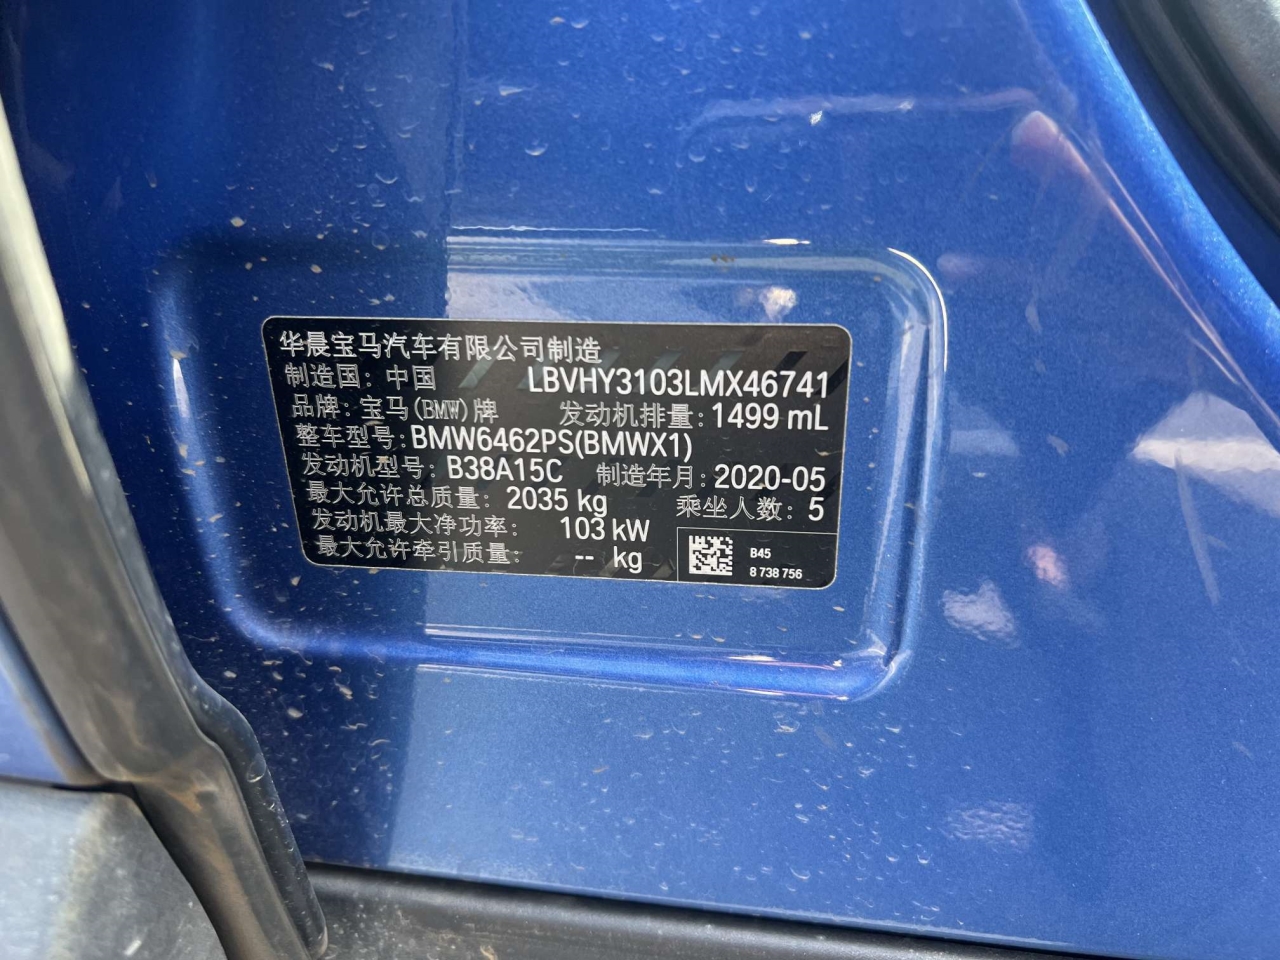 华晨宝马汽车有限公司制造
制造国：中国 LBVHY3103LMX46741
品牌：宝马(BMW)牌 发动机排量：1499 mL
整车型号：BMW6462PS(BMWX1)
发动机型号：B38A15C 制造年月：2020-05
最大允许总质量：2035 kg 乘坐人数：5
发动机最大净功率：103 kW
最大允许牵引质量：-- kg
B45
8 738 756